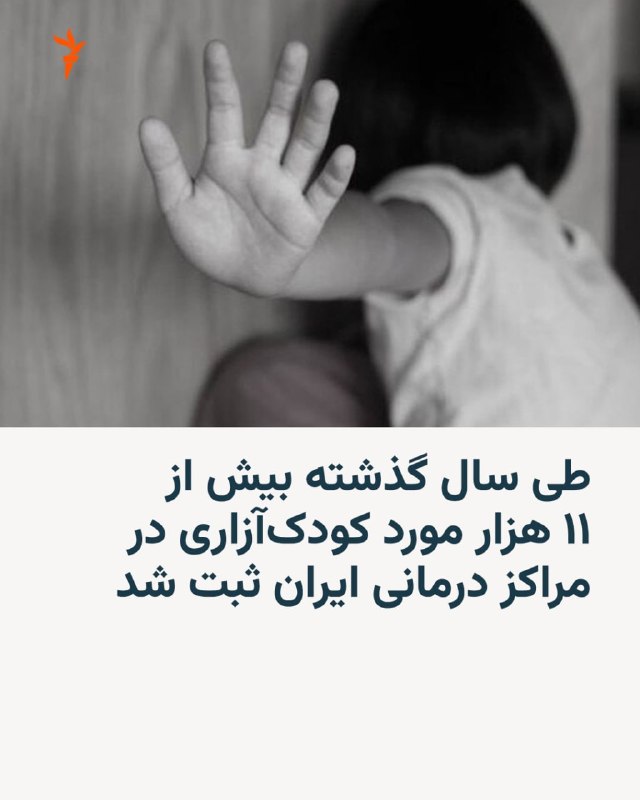 طی سال گذشته بیش از
۱۱ هزار مورد کودک‌آزاری در
مراکز درمانی ایران ثبت شد